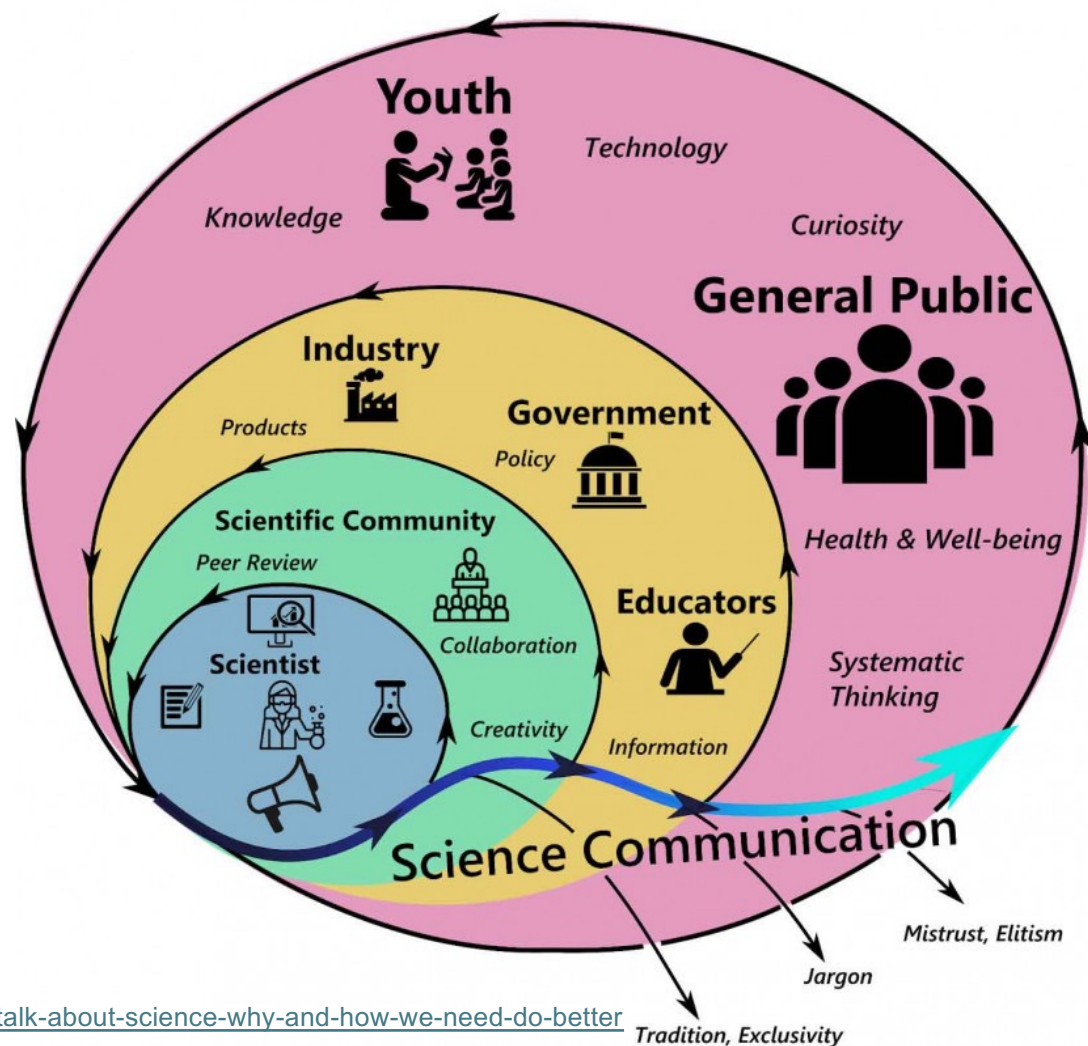 Youth
Technology
Knowledge
Curiosity
General Public
Industry
Products
Government
Policy
Scientific Community
Peer Review
Health & Well-being
Educators
Collaboration
Scientist
Systematic
Thinking
Creativity
Information
Science Communication
Mistrust, Elitism
Jargon
talk-about-science-why-and-how-we-need-do-better
Tradition, Exclusivity